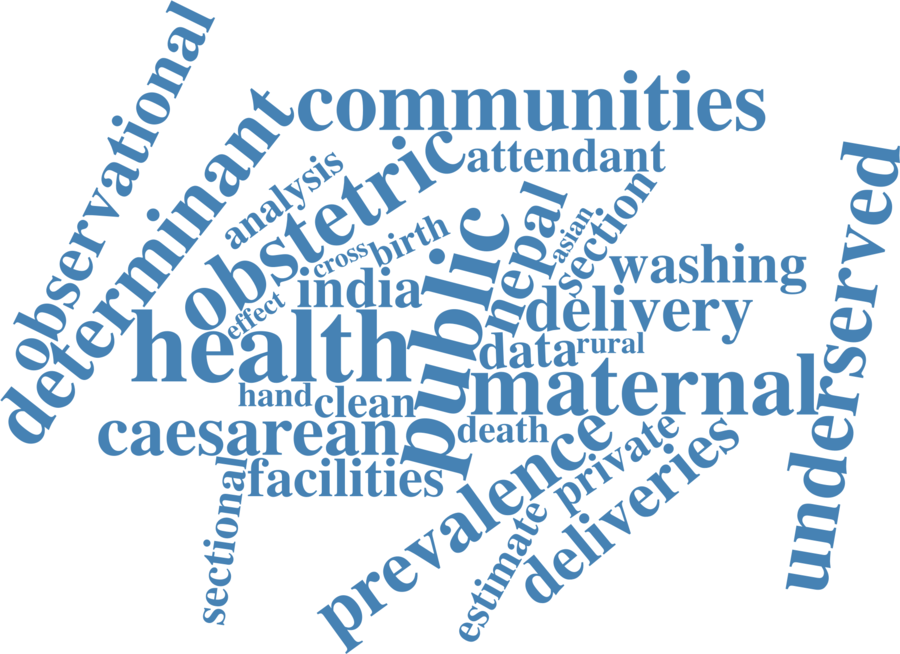 observational
communities
determinant
attendant
obstetric
analysis
underserved
section
nepal
asian
birth
cross
public
washing
india
delivery
effect
health
data
rural
maternal
hand
clean
caesarean
death
prevalence
private
deliveries
facilities
sectional
estimate